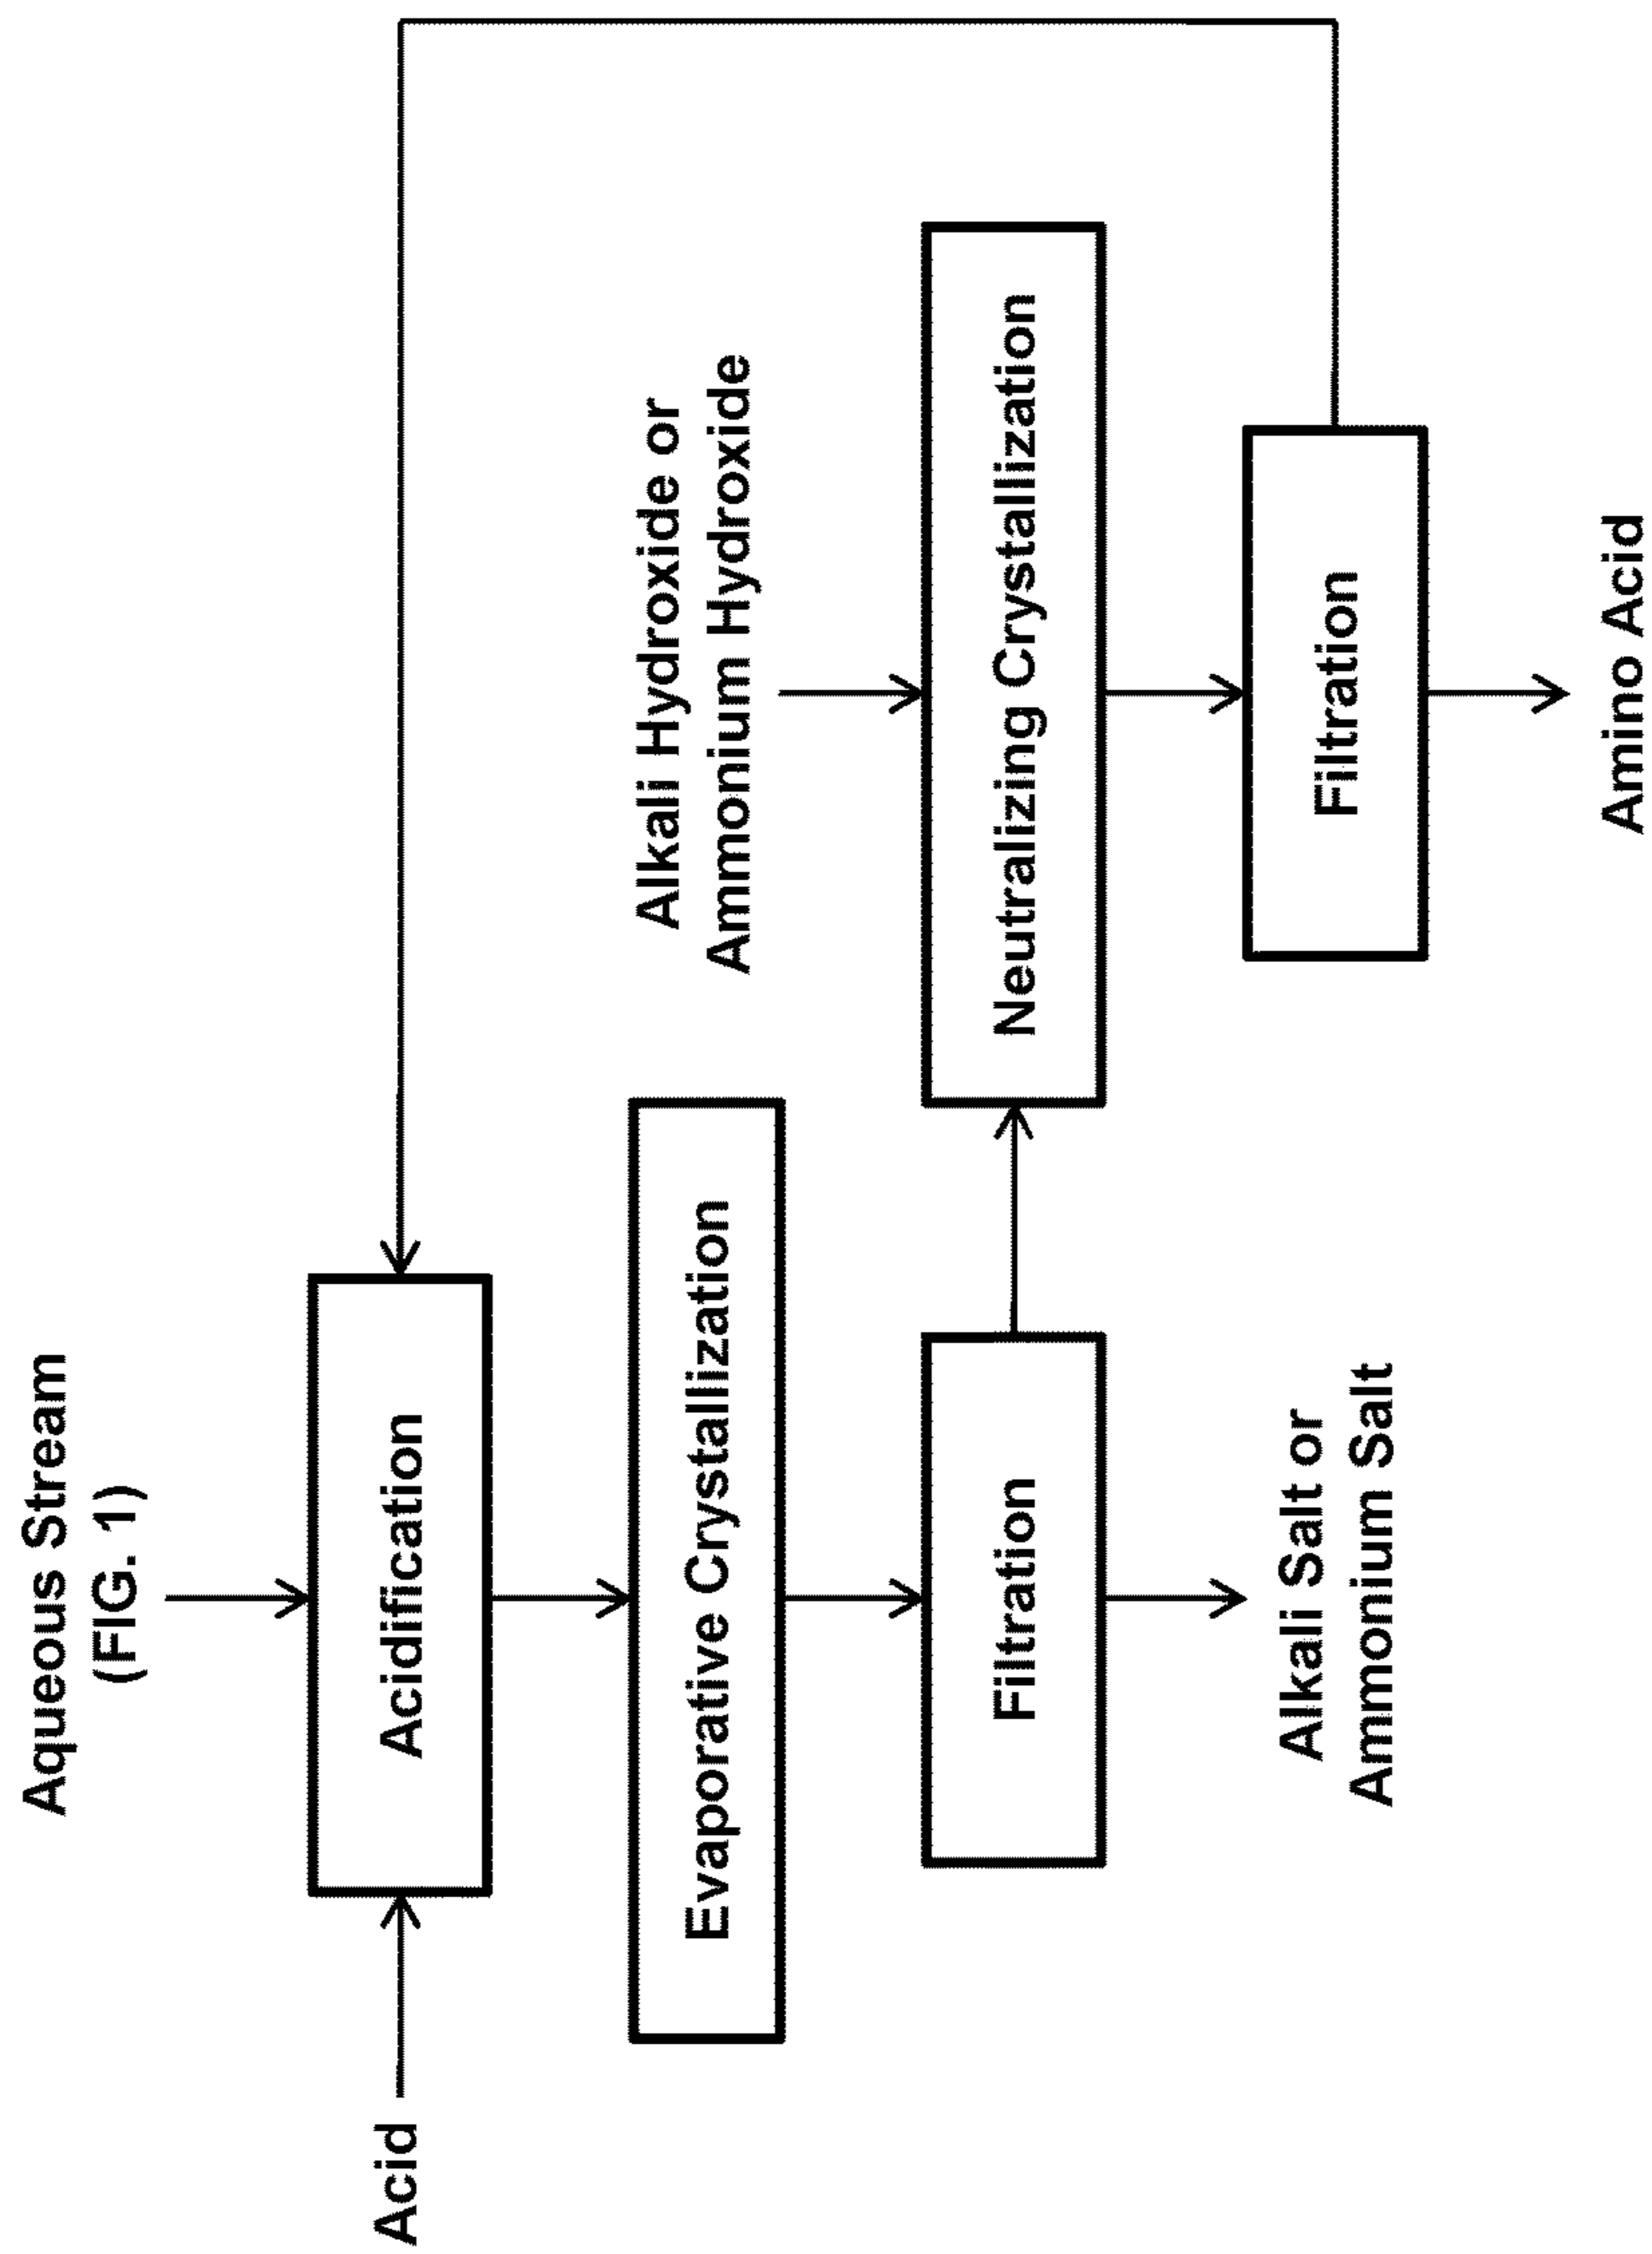 Aqueous Stream
(FIG. 1)
Acid
Acidification
Evaporative Crystallization
Alkali Hydroxide or
Ammonium Hydroxide
Filtration
Neutralizing Crystallization
Alkali Salt or
Ammonium Salt
Filtration
Amino Acid